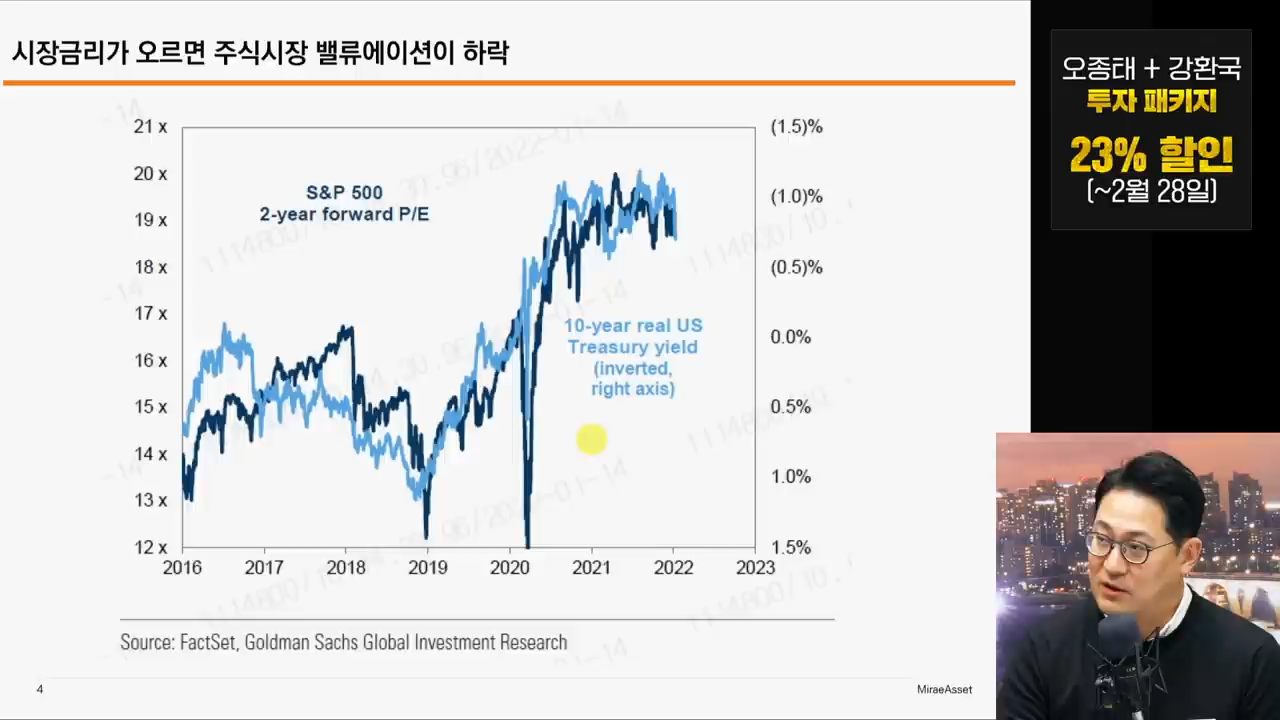 시장금리가 오르면 주식시장 밸류에이션이 하락
오종태 + 강환국
투자 패키지
23% 할인
(~2월 28일)
21 x
20 x
19 x
18 x
17 x
16 x
15 x
14 x
13 x
12 x
S&P 500
2-year forward P/E
10-year real US
Treasury yield
(inverted,
right axis)
(1.5)%
(1.0)%
(0.5)%
0.0%
0.5%
1.0%
1.5%
2016 2017 2018 2019 2020 2021 2022 2023
Source: FactSet, Goldman Sachs Global Investment Research
4
MiraeAsset